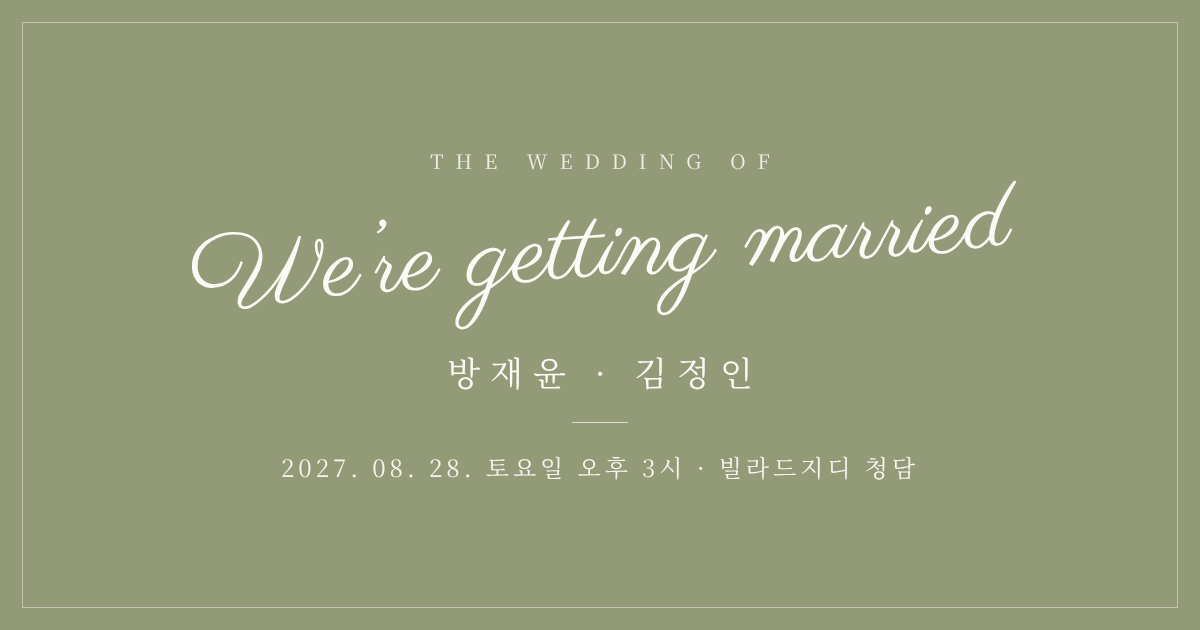 THE WEDDING OF
We're getting married
방재윤 · 김정인
2027. 08. 28. 토요일 오후 3시 · 빌라드지디 청담